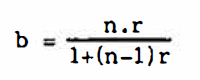 b = n.r / 1+(n-1)r